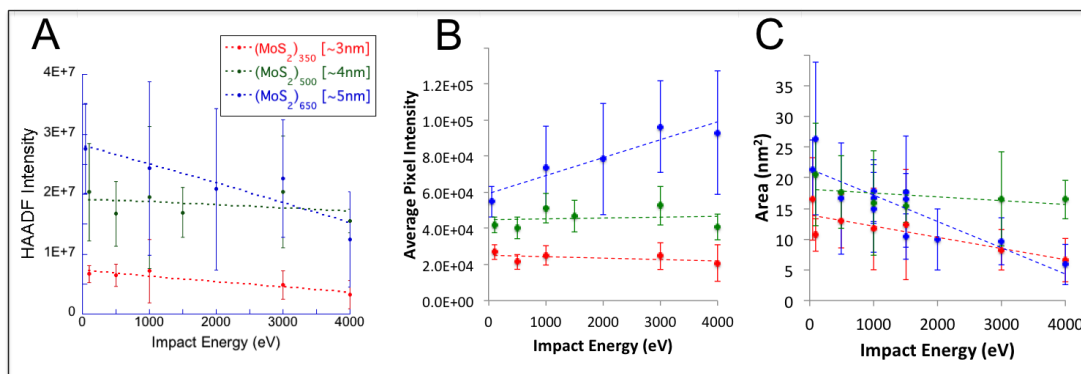 A
HAADF Intensity
4E+7
3E+7
2E+7
1E+7
0
0
1000
2000
3000
4000
Impact Energy (eV)
(MoS₂)₃₅₀ [~3nm]
(MoS₂)₅₀₀ [~4nm]
(MoS₂)₆₅₀ [~5nm]
B
Average Pixel Intensity
1.2E+05
1.0E+05
8.0E+04
6.0E+04
4.0E+04
2.0E+04
0.0E+00
0
1000
2000
3000
4000
Impact Energy (eV)
C
Area (nm²)
35
30
25
20
15
10
5
0
0
1000
2000
3000
4000
Impact Energy (eV)